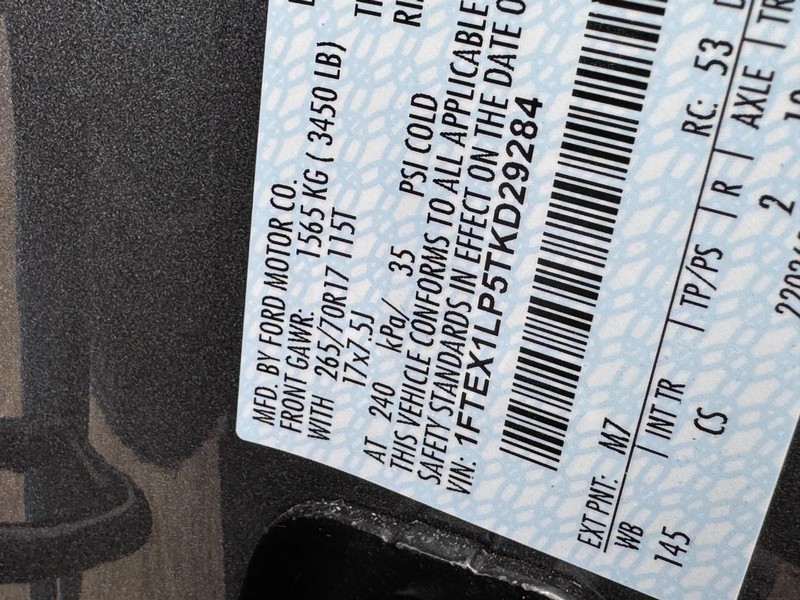 MFD. BY FORD MOTOR CO.
FRONT GAWR: 1565 KG ( 3450 LB)
WITH 265/70R17 115T
17x7.5J
AT 240 kPa/ 35 PSI COLD
THIS VEHICLE CONFORMS TO ALL APPLICABLE
SAFETY STANDARDS IN EFFECT ON THE DATE O
VIN: 1FTEX1LP5TKD29284
EXT PNT: M7 RC: 53
WB INT TR TP/PS R AXLE TR
145 CS 2